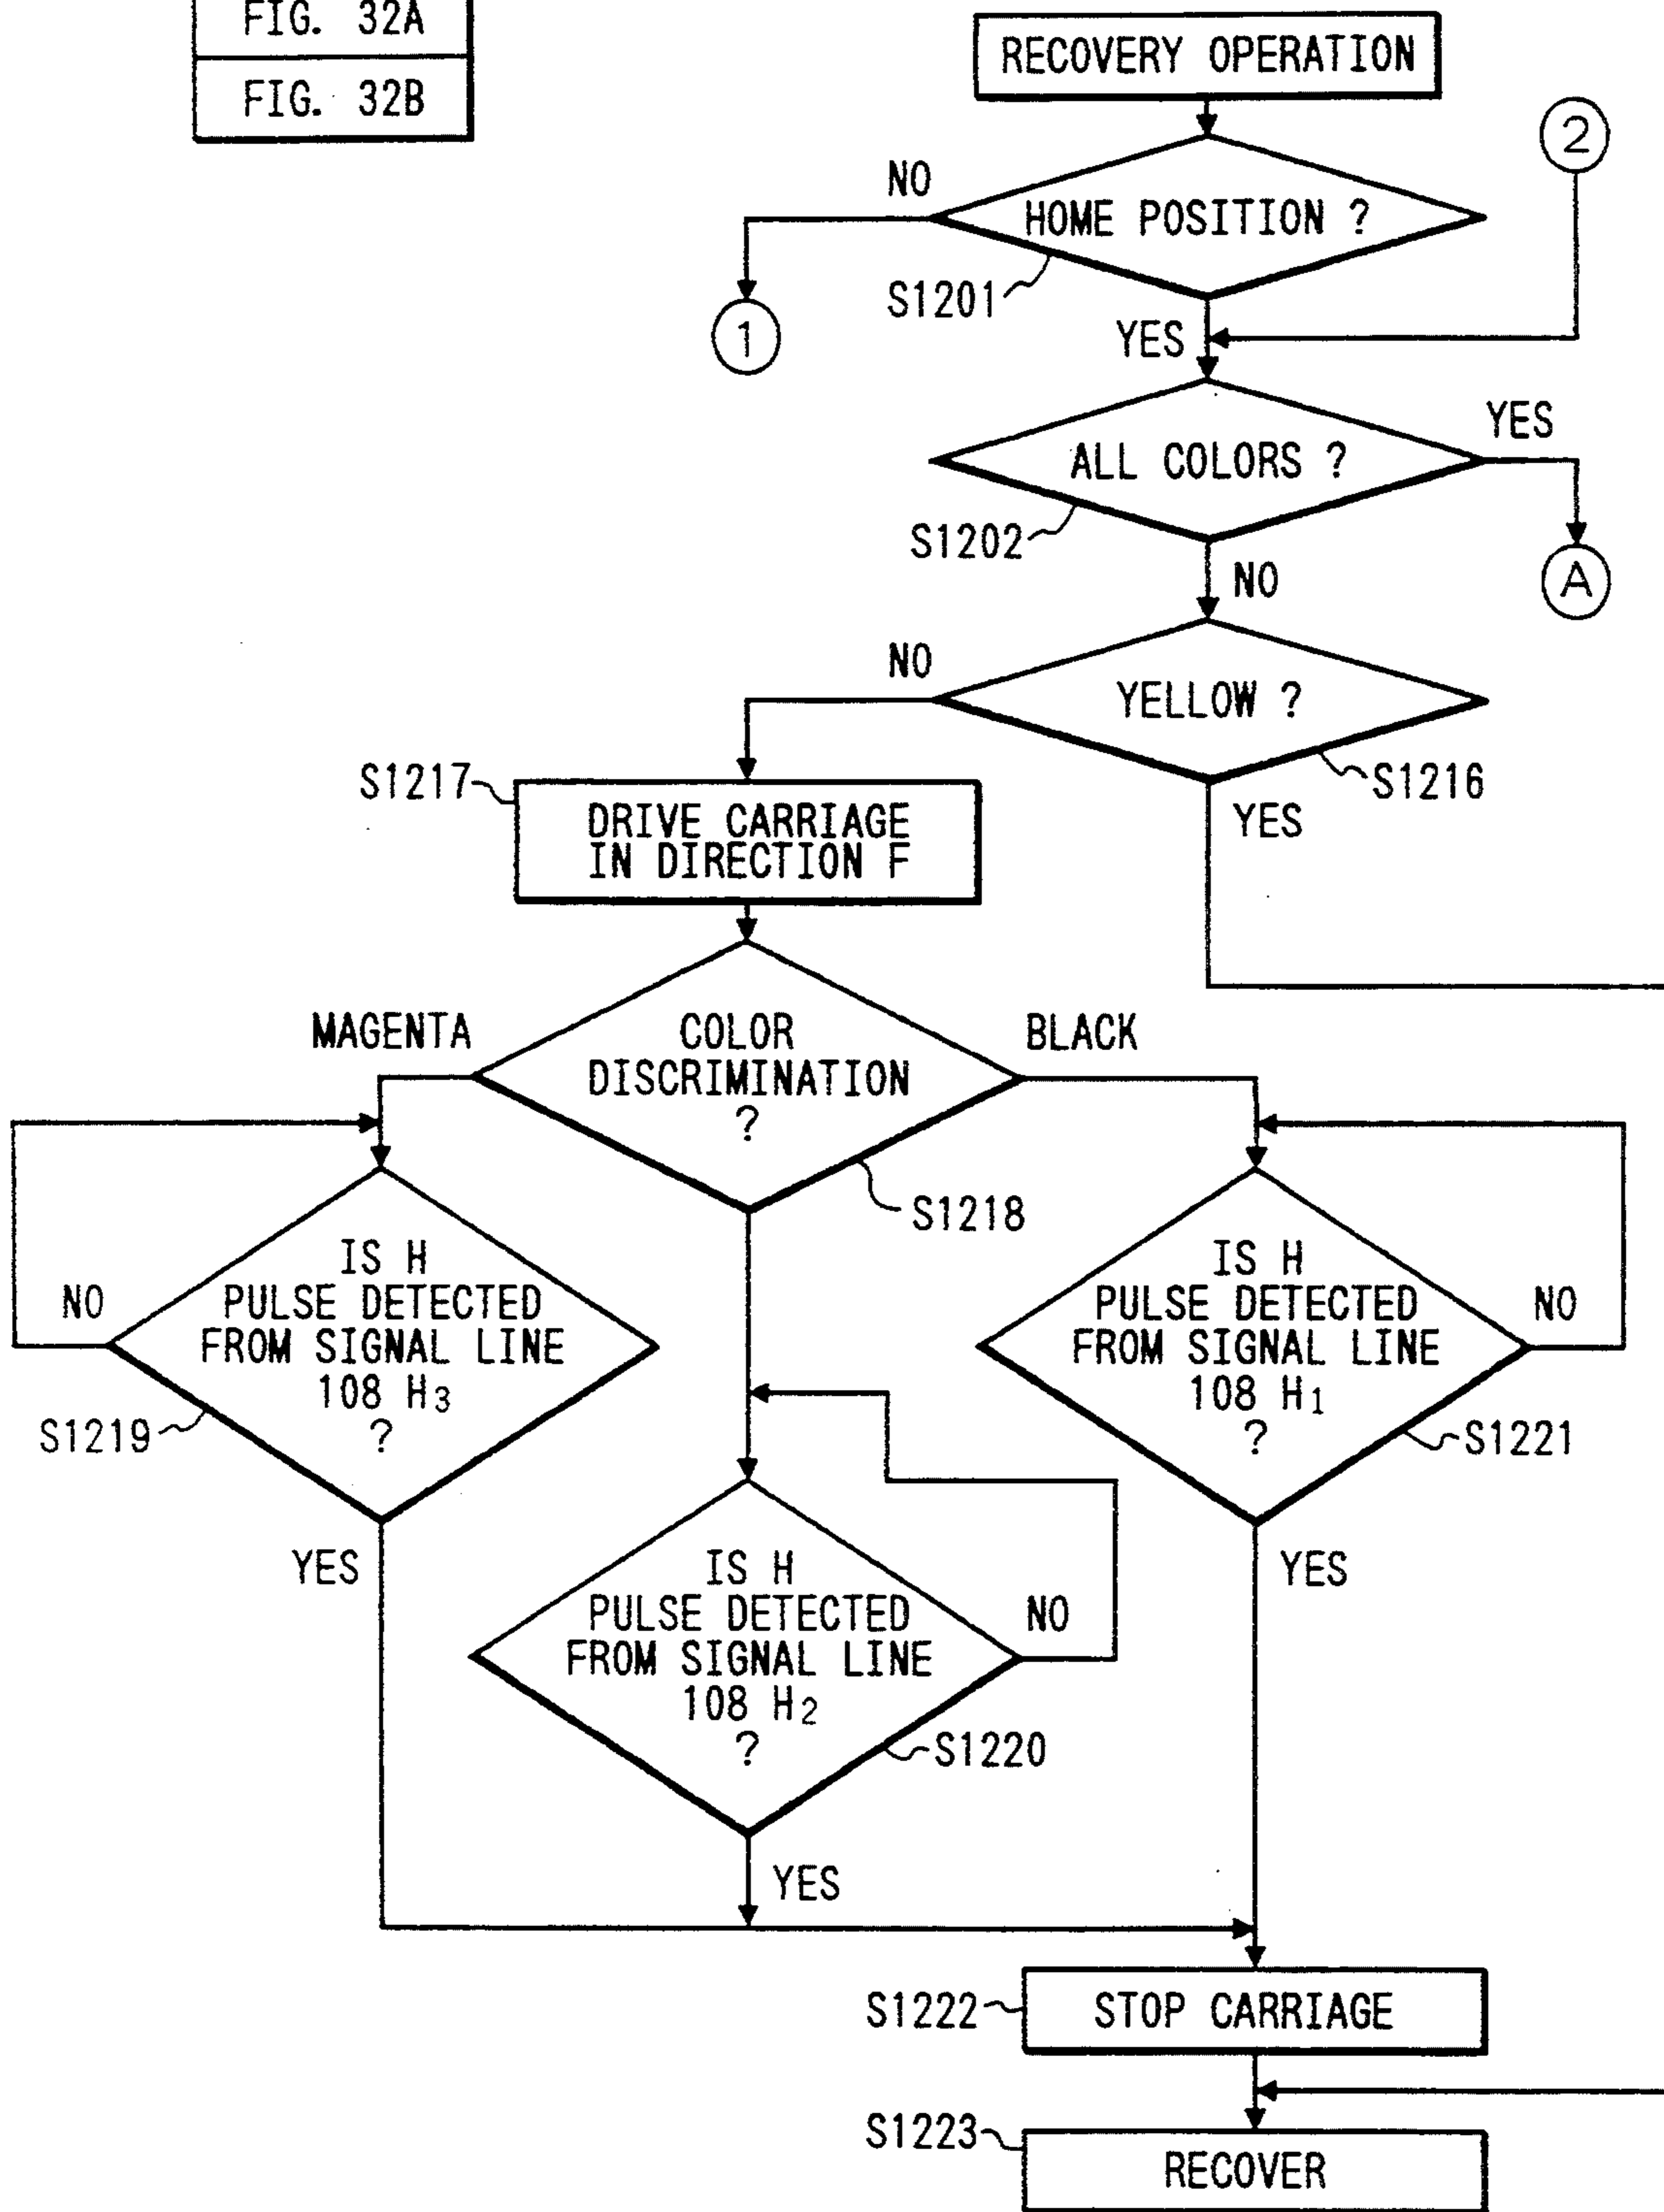 FIG. 32A
FIG. 32B
RECOVERY OPERATION
2
NO
HOME POSITION ?
S1201
1
YES
YES
ALL COLORS ?
S1202
NO
A
NO
YELLOW ?
S1216
YES
S1217
DRIVE CARRIAGE
IN DIRECTION F
MAGENTA
COLOR
DISCRIMINATION
?
BLACK
S1218
NO
IS H
PULSE DETECTED
FROM SIGNAL LINE
108 H3
?
S1219
YES
IS H
PULSE DETECTED
FROM SIGNAL LINE
108 H1
?
NO
S1221
YES
IS H
PULSE DETECTED
FROM SIGNAL LINE
108 H2
?
NO
S1220
YES
S1222
STOP CARRIAGE
S1223
RECOVER